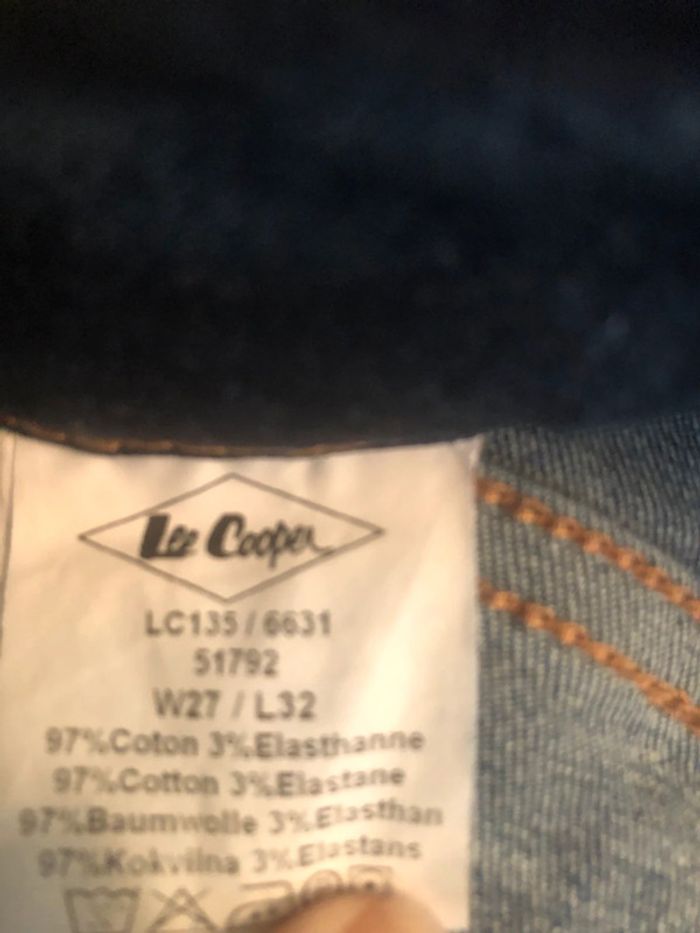 Lee Cooper
LC135 / 6631
51792
W27 / L32
97%Coton 3%Elasthanne
97%Cotton 3%Elastane
97%Baumwolle 3%Elasthan
97%Kokvilna 3%Elastans